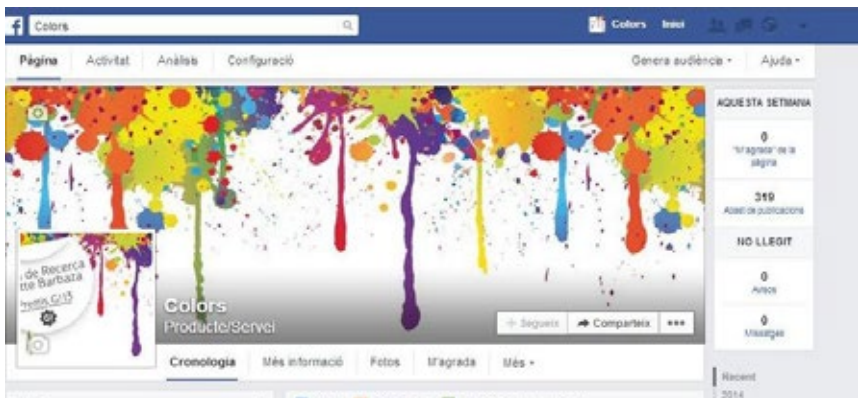 f Colors
Colors Inici
Pàgina Activitat Anàlisis Configuració
Genera audiència Ajuda
AQUESTA SETMANA
0
"M'agrada" de la
pàgina
319
Abast de publicacions
NO LLEGIT
0
Avisos
0
Missatges
de Recerca
Barbaza
Colors
Producte/Servei
+ Segueix Comparteix
Cronologia Més informació Fotos M'agrada Més
Recent
2014